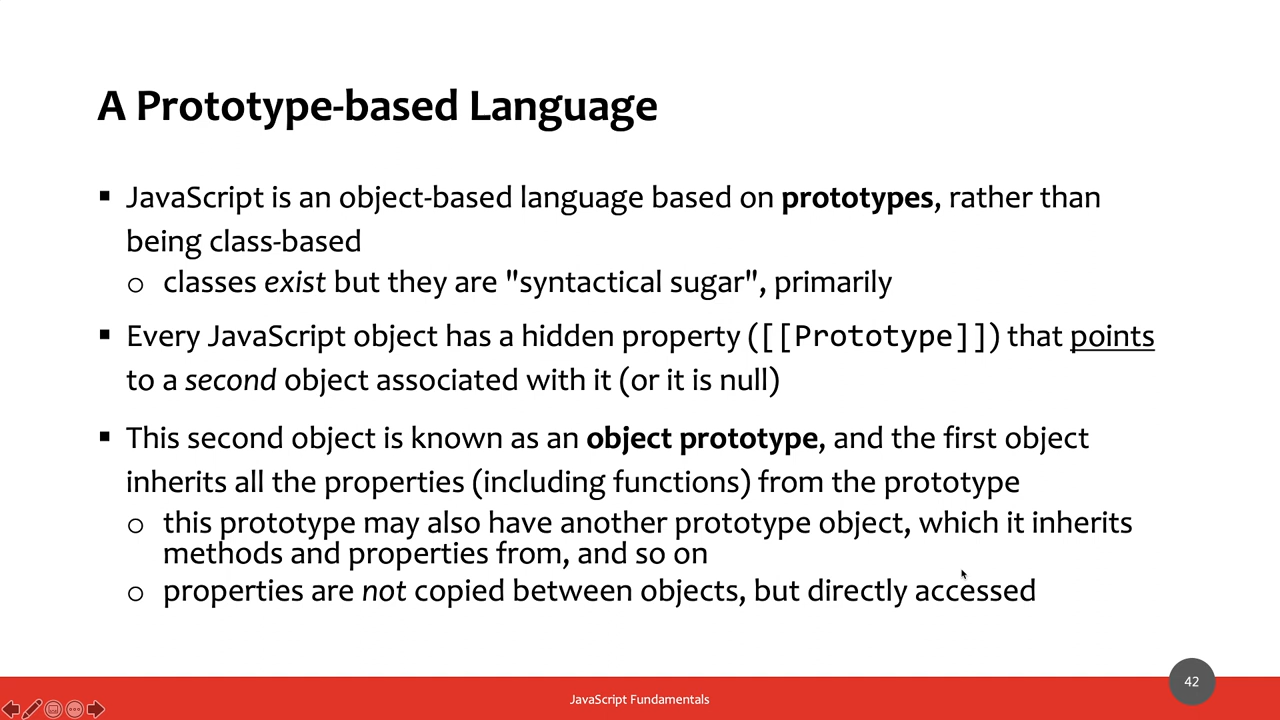 A Prototype-based Language
▪ JavaScript is an object-based language based on prototypes, rather than
being class-based
o classes exist but they are "syntactical sugar", primarily
▪ Every JavaScript object has a hidden property ([[Prototype]]) that points
to a second object associated with it (or it is null)
▪ This second object is known as an object prototype, and the first object
inherits all the properties (including functions) from the prototype
o this prototype may also have another prototype object, which it inherits
methods and properties from, and so on
o properties are not copied between objects, but directly accessed
42
JavaScript Fundamentals